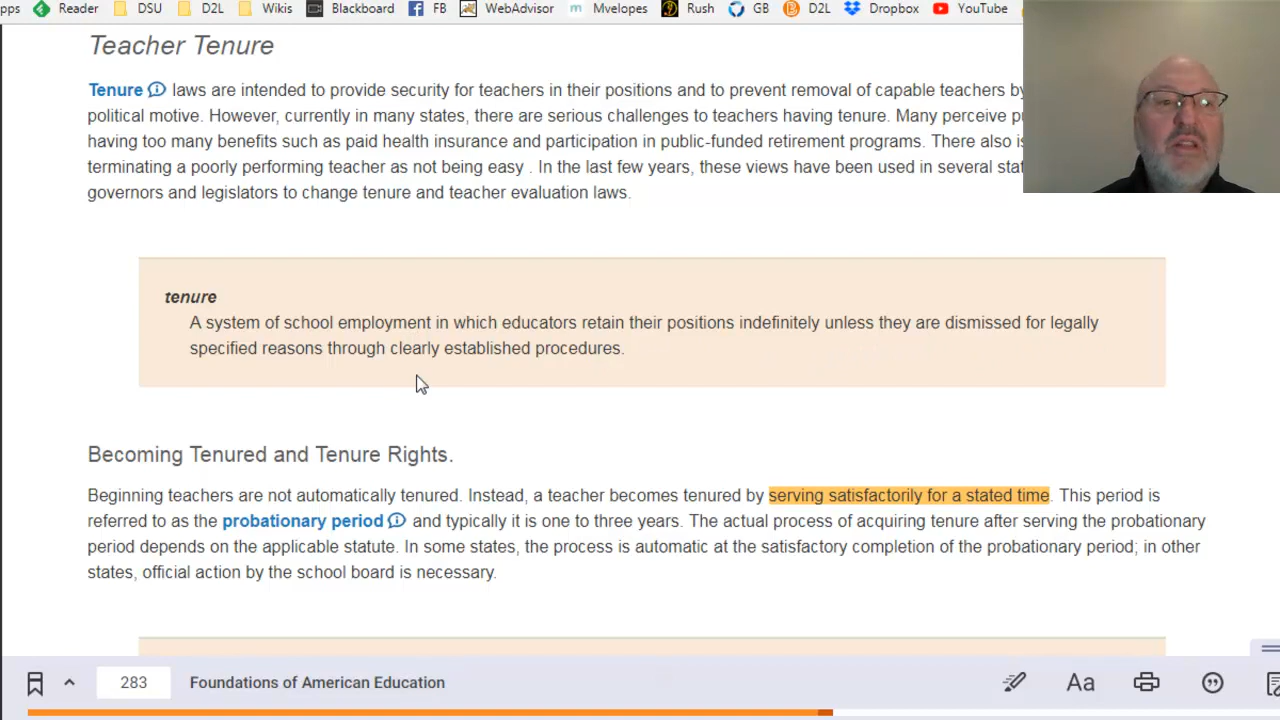 pps Reader DSU D2L Wikis Blackboard FB WebAdvisor Mvelopes Rush GB D2L Dropbox YouTube
Teacher Tenure
Tenure laws are intended to provide security for teachers in their positions and to prevent removal of capable teachers by
political motive. However, currently in many states, there are serious challenges to teachers having tenure. Many perceive
having too many benefits such as paid health insurance and participation in public-funded retirement programs. There also is
terminating a poorly performing teacher as not being easy . In the last few years, these views have been used in several
governors and legislators to change tenure and teacher evaluation laws.
tenure
A system of school employment in which educators retain their positions indefinitely unless they are dismissed for legally
specified reasons through clearly established procedures.
Becoming Tenured and Tenure Rights.
Beginning teachers are not automatically tenured. Instead, a teacher becomes tenured by serving satisfactorily for a stated time. This period is
referred to as the probationary period and typically it is one to three years. The actual process of acquiring tenure after serving the probationary
period depends on the applicable statute. In some states, the process is automatic at the satisfactory completion of the probationary period; in other
states, official action by the school board is necessary.
283 Foundations of American Education Aa